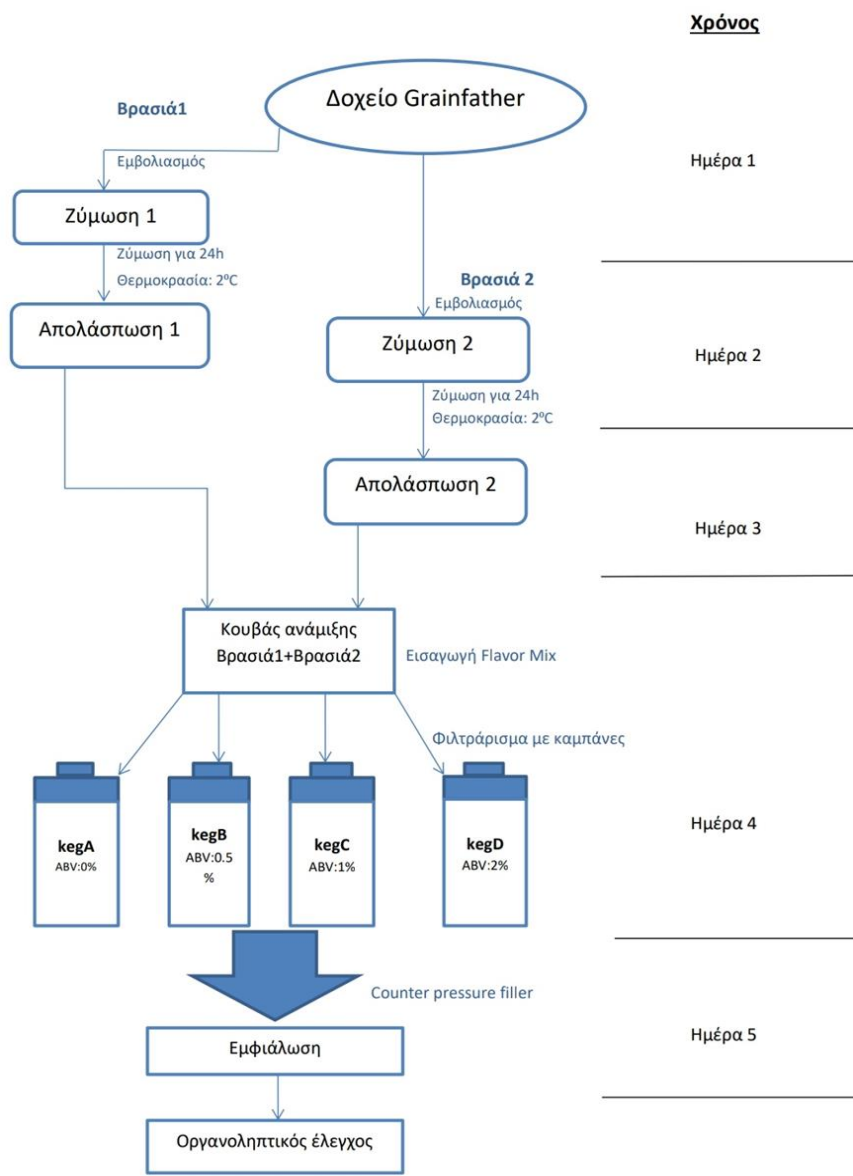 Χρόνος
Δοχείο Grainfather
Βρασιά1
Εμβολιασμός
Ημέρα 1
Ζύμωση 1
Ζύμωση για 24h
Θερμοκρασία: 2ºC
Βρασιά 2
Εμβολιασμός
Απολάσπωση 1
Ζύμωση 2
Ημέρα 2
Ζύμωση για 24h
Θερμοκρασία: 2ºC
Απολάσπωση 2
Ημέρα 3
Κουβάς ανάμιξης
Βρασιά1+Βρασιά2
Εισαγωγή Flavor Mix
Φιλτράρισμα με καμπάνες
kegA
ABV:0%
kegB
ABV:0.5
%
kegC
ABV:1%
kegD
ABV:2%
Ημέρα 4
Counter pressure filler
Εμφιάλωση
Ημέρα 5
Οργανοληπτικός έλεγχος